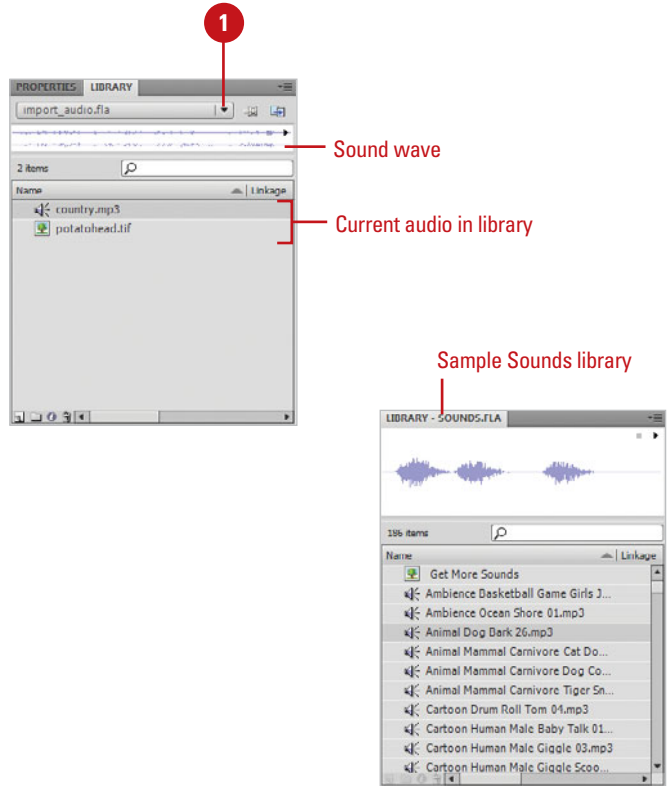 1
PROPERTIES LIBRARY
import_audio.fla
Sound wave
2 items
Name Linkage
country.mp3
Current audio in library
potatohead.tif
Sample Sounds library
LIBRARY - SOUNDS.FLA
186 items
Name Linkage
Get More Sounds
Ambience Basketball Game Girls J...
Ambience Ocean Shore 01.mp3
Animal Dog Bark 26.mp3
Animal Mammal Carnivore Cat Do...
Animal Mammal Carnivore Dog Co...
Animal Mammal Carnivore Tiger Sn...
Cartoon Drum Roll Tom 04.mp3
Cartoon Human Male Baby Talk 01...
Cartoon Human Male Giggle 03.mp3
Cartoon Human Male Giggle Scoo...